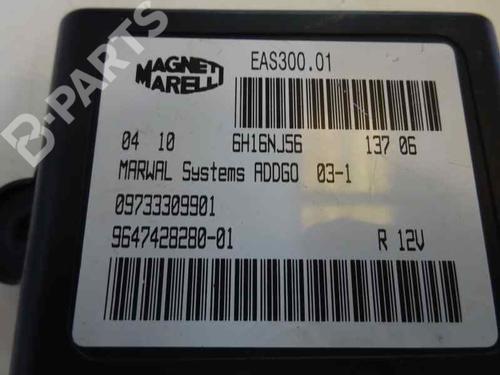 B-PARTS
MAGNETI
MARELLI
EAS300.01
04 10 6H16NJ56 137 06
MARWAL Systems ADDGO 03-1
09733309901
9647428280-01 R 12V